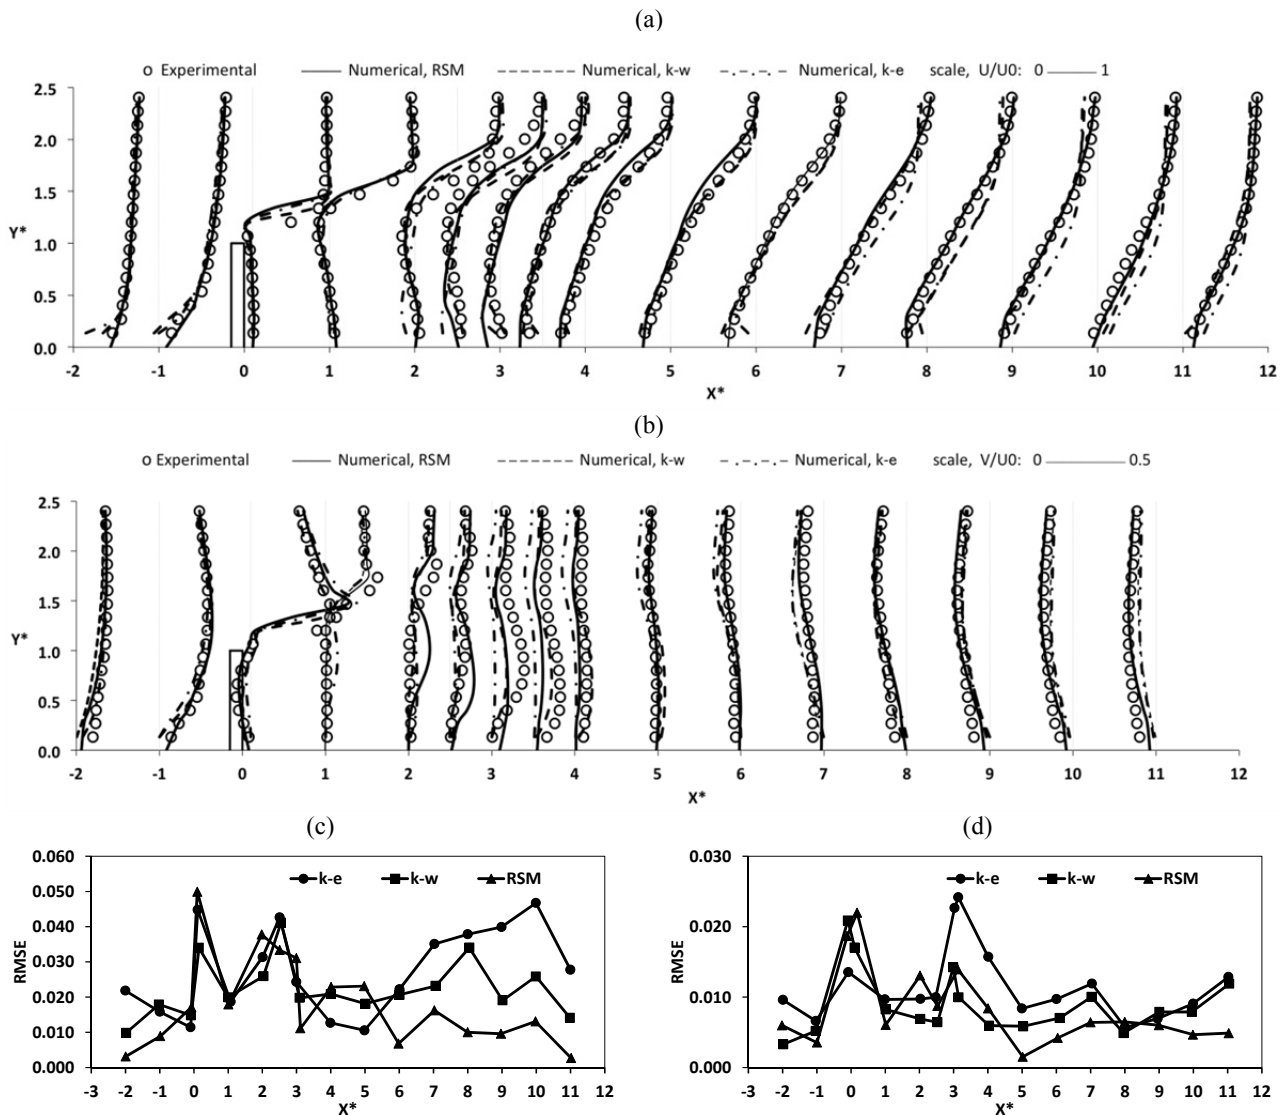 (a)
Experimental Numerical, RSM Numerical, k-w Numerical, k-e scale, U/U0: 0 1
2.5
2.0
1.5
Y*
1.0
0.5
0.0
-2 -1 0 1 2 3 4 5 6 7 8 9 10 11 12
X*
(b)
Experimental Numerical, RSM Numerical, k-w Numerical, k-e scale, V/U0: 0 0.5
2.5
2.0
1.5
Y*
1.0
0.5
0.0
-2 -1 0 1 2 3 4 5 6 7 8 9 10 11 12
X*
(c)
0.060
k-e k-w RSM
0.050
0.040
RMSE
0.030
0.020
0.010
0.000
-3 -2 -1 0 1 2 3 4 5 6 7 8 9 10 11 12
X*
(d)
0.030
k-e k-w RSM
0.020
RMSE
0.010
0.000
-3 -2 -1 0 1 2 3 4 5 6 7 8 9 10 11 12
X*